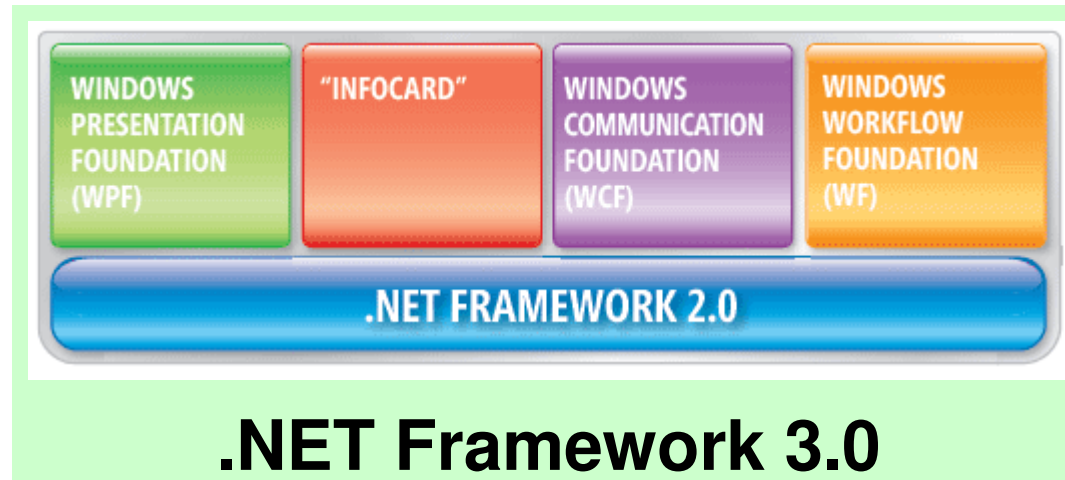 WINDOWS
PRESENTATION
FOUNDATION
(WPF)
"INFOCARD"
WINDOWS
COMMUNICATION
FOUNDATION
(WCF)
WINDOWS
WORKFLOW
FOUNDATION
(WF)
.NET FRAMEWORK 2.0
.NET Framework 3.0